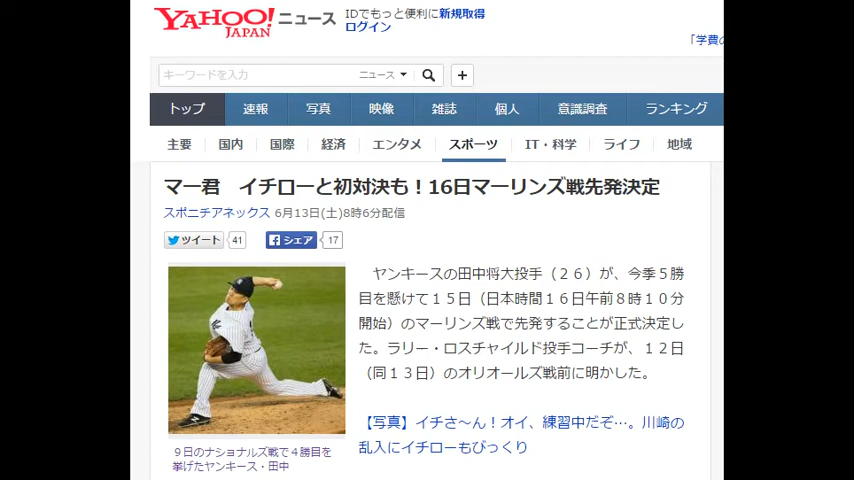 YAHOO! JAPAN ニュース
IDでもっと便利に新規取得
ログイン
「学費の
キーワードを入力
ニュース
トップ 速報 写真 映像 雑誌 個人 意識調査 ランキング
主要 国内 国際 経済 エンタメ スポーツ IT・科学 ライフ 地域
マー君　イチローと初対決も！16日マーリンズ戦先発決定
スポニチアネックス 6月13日(土)8時6分配信
ツイート 41 シェア 17
ヤンキースの田中将大投手（２６）が、今季５勝
目を懸けて１５日（日本時間１６日午前８時１０分
開始）のマーリンズ戦で先発することが正式決定し
た。ラリー・ロスチャイルド投手コーチが、１２日
（同１３日）のオリオールズ戦前に明かした。
【写真】イチさ～ん！オイ、練習中だぞ…。川崎の
乱入にイチローもびっくり
９日のナショナルズ戦で４勝目を
挙げたヤンキース・田中